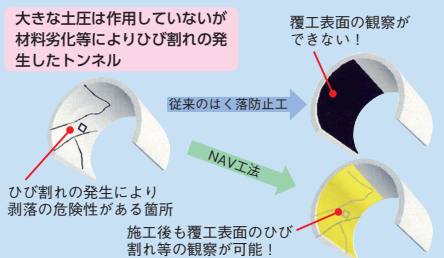 大きな土圧は作用していないが
材料劣化等によりひび割れの発
生したトンネル
覆工表面の観察が
できない！
従来のはく落防止工
NAV工法
ひび割れの発生により
剥落の危険性がある箇所
施工後も覆工表面のひび
割れ等の観察が可能！